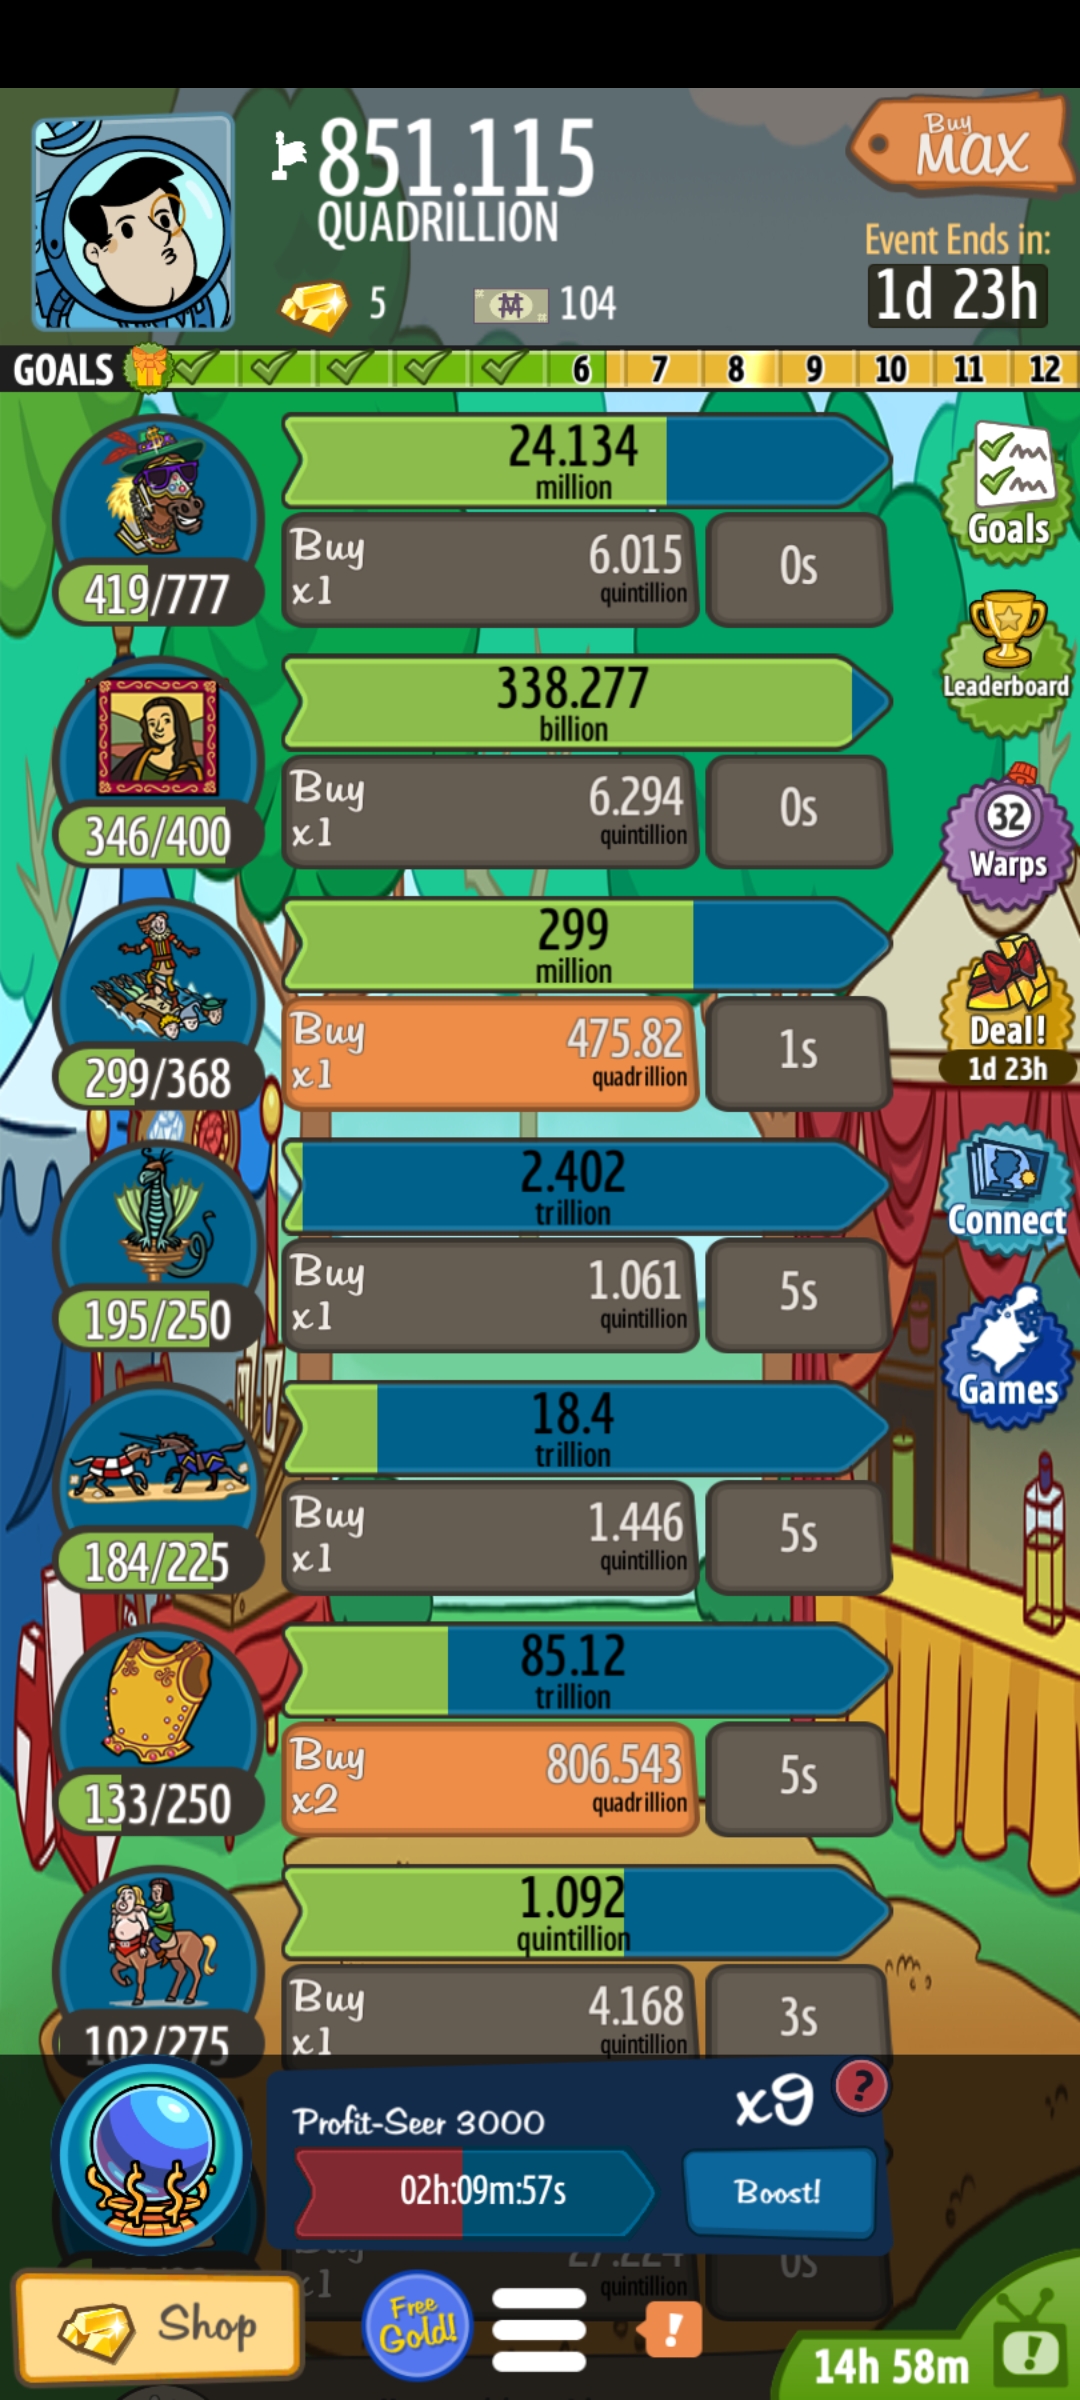 851.115
QUADRILLION
Buy
MAX
Event Ends in:
1d 23h
5
104
GOALS 6 7 8 9 10 11 12
24.134
million
Buy
x1
6.015
quintillion
0s
419/777
Goals
338.277
billion
Leaderboard
Buy
x1
6.294
quintillion
0s
346/400
32
Warps
299
million
Buy
x1
475.82
quadrillion
1s
299/368
Deal!
1d 23h
2.402
trillion
Connect
Buy
x1
1.061
quintillion
5s
195/250
Games
18.4
trillion
Buy
x1
1.446
quintillion
5s
184/225
85.12
trillion
Buy
x2
806.543
quadrillion
5s
133/250
1.092
quintillion
Buy
x1
4.168
quintillion
3s
102/275
Profit-Seer 3000
x9
?
02h:09m:57s
Boost!
Buy
x1
27.224
quintillion
0s
Shop
Free
Gold!
!
14h 58m
!